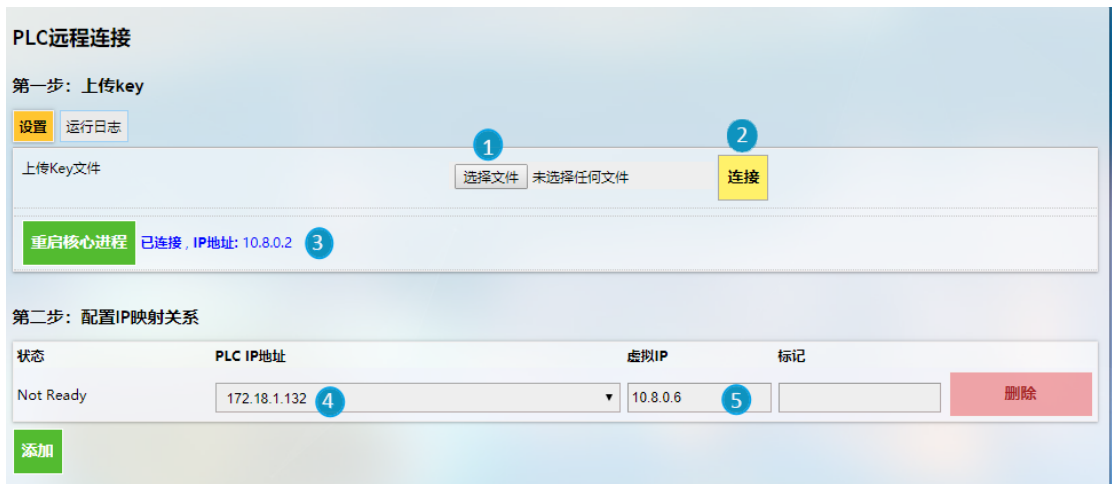 PLC远程连接
第一步：上传key
设置 运行日志
1 2
上传Key文件 选择文件 未选择任何文件 连接
重启核心进程 已连接 , IP地址: 10.8.0.2 3
第二步：配置IP映射关系
状态 PLC IP地址 虚拟IP 标记
Not Ready 172.18.1.132 4 10.8.0.6 5 删除
添加